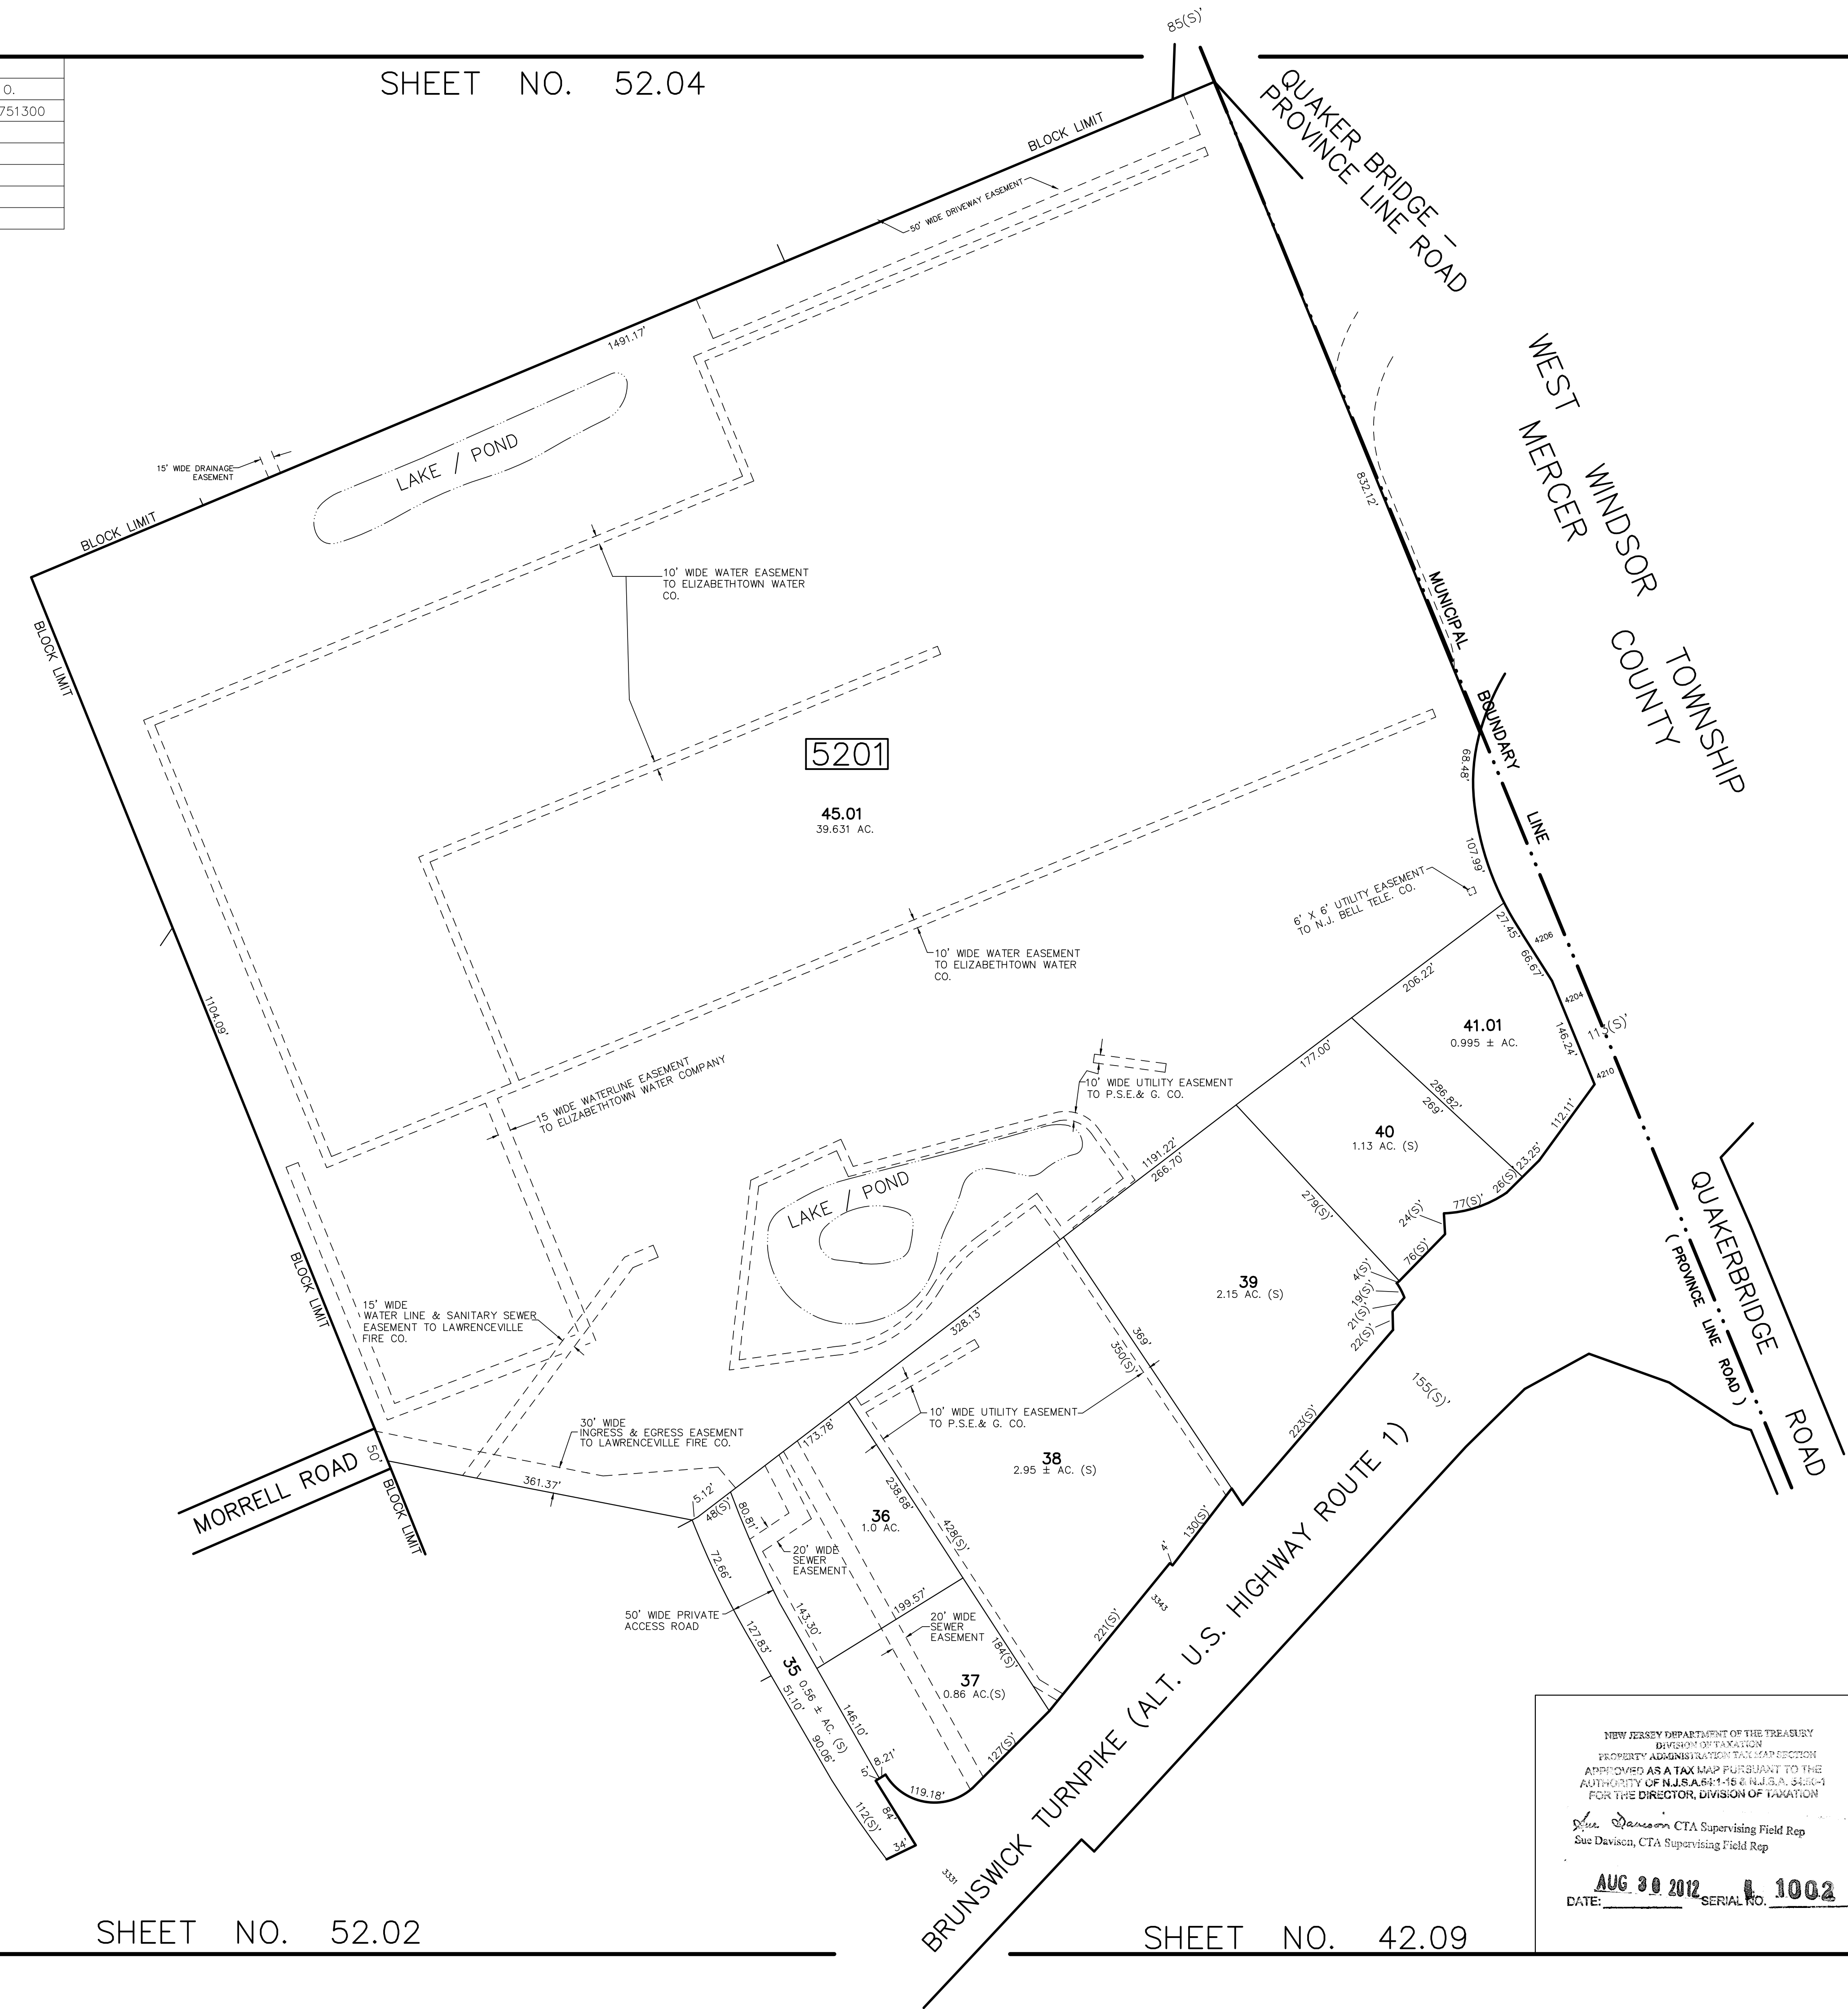 85(S)'
SHEET NO. 52.04
O.
751300
QUAKER BRIDGE –
PROVINCE LINE ROAD
BLOCK LIMIT
50' WIDE DRIVEWAY EASEMENT
1491.17'
LAKE / POND
15' WIDE DRAINAGE
EASEMENT
BLOCK LIMIT
BLOCK LIMIT
10' WIDE WATER EASEMENT
TO ELIZABETHTOWN WATER
CO.
832.12'
WEST WINDSOR TOWNSHIP
MERCER COUNTY
MUNICIPAL BOUNDARY LINE
5201
45.01
39.631 AC.
68.48'
107.99'
6' X 6' UTILITY EASEMENT
TO N.J. BELL TELE. CO.
27.45'
4206
66.67'
10' WIDE WATER EASEMENT
TO ELIZABETHTOWN WATER
CO.
206.22'
1104.09'
4204
113(S)'
41.01
0.995 ± AC.
146.24'
177.00'
4210
15 WIDE WATERLINE EASEMENT
TO ELIZABETHTOWN WATER COMPANY
10' WIDE UTILITY EASEMENT
TO P.S.E.& G. CO.
286.82'
269'
112.11'
40
1.13 AC. (S)
1191.22'
266.70'
23.25'
26(S)'
77(S)'
24(S)'
76(S)'
279(S)'
LAKE / POND
QUAKERBRIDGE ROAD
( PROVINCE LINE ROAD )
BLOCK LIMIT
4(S)'
19(S)'
21(S)'
22(S)'
39
2.15 AC. (S)
15' WIDE
WATER LINE & SANITARY SEWER
EASEMENT TO LAWRENCEVILLE
FIRE CO.
328.13'
369'
350(S)'
155(S)'
223(S)'
10' WIDE UTILITY EASEMENT
TO P.S.E.& G. CO.
30' WIDE
INGRESS & EGRESS EASEMENT
TO LAWRENCEVILLE FIRE CO.
173.78'
38
2.95 ± AC. (S)
50'
MORRELL ROAD
BLOCK LIMIT
361.37'
5.12'
48(S)'
80.81'
238.68'
428(S)'
36
1.0 AC.
130(S)'
4'
20' WIDE
SEWER
EASEMENT
72.66'
50' WIDE PRIVATE
ACCESS ROAD
143.30'
199.57'
20' WIDE
SEWER
EASEMENT
3343
221(S)'
127.83'
184(S)'
35 0.56 ± AC. (S)
51.10'
37
0.86 AC.(S)
146.10'
90.06'
8.21'
5'
127(S)'
119.18'
84'
112(S)'
34'
3331
BRUNSWICK TURNPIKE (ALT. U.S. HIGHWAY ROUTE 1)
NEW JERSEY DEPARTMENT OF THE TREASURY
DIVISION OF TAXATION
PROPERTY ADMINISTRATION TAX MAP SECTION
APPROVED AS A TAX MAP PURSUANT TO THE
AUTHORITY OF N.J.S.A.54:1-15 & N.J.S.A. 54:50-1
FOR THE DIRECTOR, DIVISION OF TAXATION
Sue Davison CTA Supervising Field Rep
Sue Davison, CTA Supervising Field Rep
DATE: AUG 30 2012 SERIAL NO. 1002
SHEET NO. 52.02
SHEET NO. 42.09